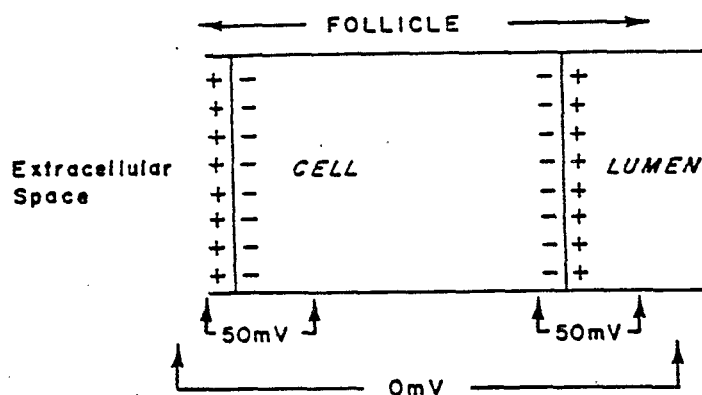 FOLLICLE
+ - - +
+ - - +
+ - - +
Extracellular + - CELL - + LUMEN
Space + - - +
+ - - +
+ - - +
+ - - +
50mV 50mV
0mV